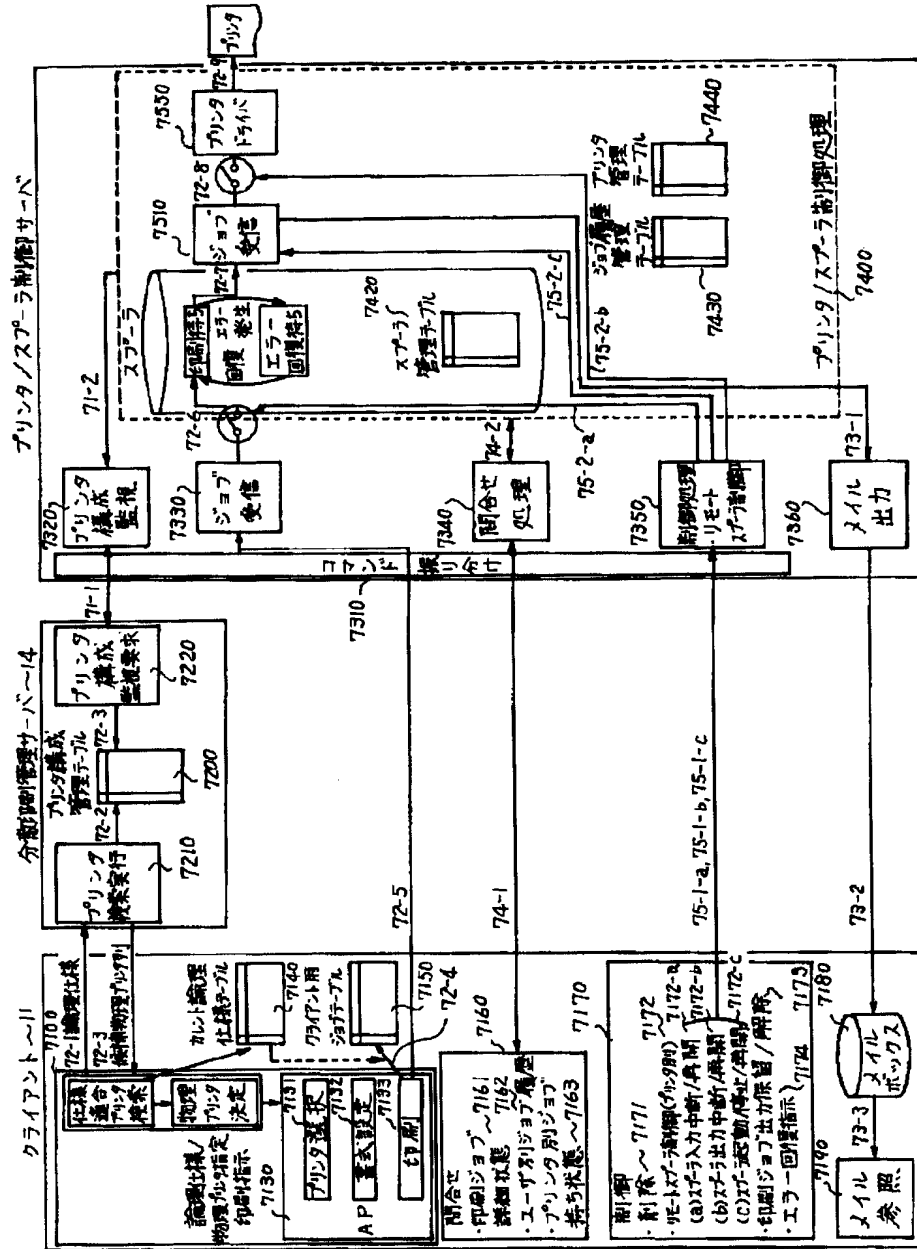 クライアント~11
7100
仕様
適合
プリンタ
検索
物理
プリンタ
決定
72-1論理仕様
72-3
候補物理プリンタ列
論理仕様/
物理プリンタ指定
印刷指示
7130
プリンタ選択
7131
書式設定
7132
印刷
7133
AP
カレント論理
仕様テーブル
7140
クライアント用
ジョブテーブル
7150
72-4
問合せ
・印刷ジョブ~7161
詳細状態
・ユーザ別ジョブ履歴
7162
・プリンタ別ジョブ
持ち状態~7163
7160
制御
・削除~7171
・リモートスプーラ制御(プリンタ別)
7172
(a)スプーラ入力中断/再開
7172-a
(b)スプーラ出力中断/再開
7172-b
(c)スプーラ起動/停止/再開
7172-c
・印刷ジョブ出力保留/解除
7173
・エラー回復指示
7174
7170
メイル
ボックス
7180
73-3
メイル
参照
7190
分散印刷管理サーバ~14
プリンタ
検索実行
7210
72-2
プリンタ構成
管理テーブル
7200
72-3
プリンタ
構成
監視要求
7220
71-1
72-5
74-1
75-1-a, 75-1-b, 75-1-c
73-2
プリンタ/スプーラ制御サーバ
コマンド振り分け
7310
プリンタ
構成
監視
7320
71-2
ジョブ
受信
7330
72-6
問合せ
処理
7340
74-2
制御処理
・リモート
スプーラ制御
7350
75-2-a
75-2-b
75-2-c
メイル
出力
7360
73-1
スプーラ
印刷待ち
エラー
回復
エラー
発生
エラー
回復待ち
スプーラ
管理テーブル
7420
72-7
ジョブ
受信
7510
72-8
プリンタ
ドライバ
7550
72-9
プリンタ
ジョブ履歴
管理
テーブル
7430
プリンタ
管理
テーブル
7440
プリンタ/スプーラ制御処理
7400